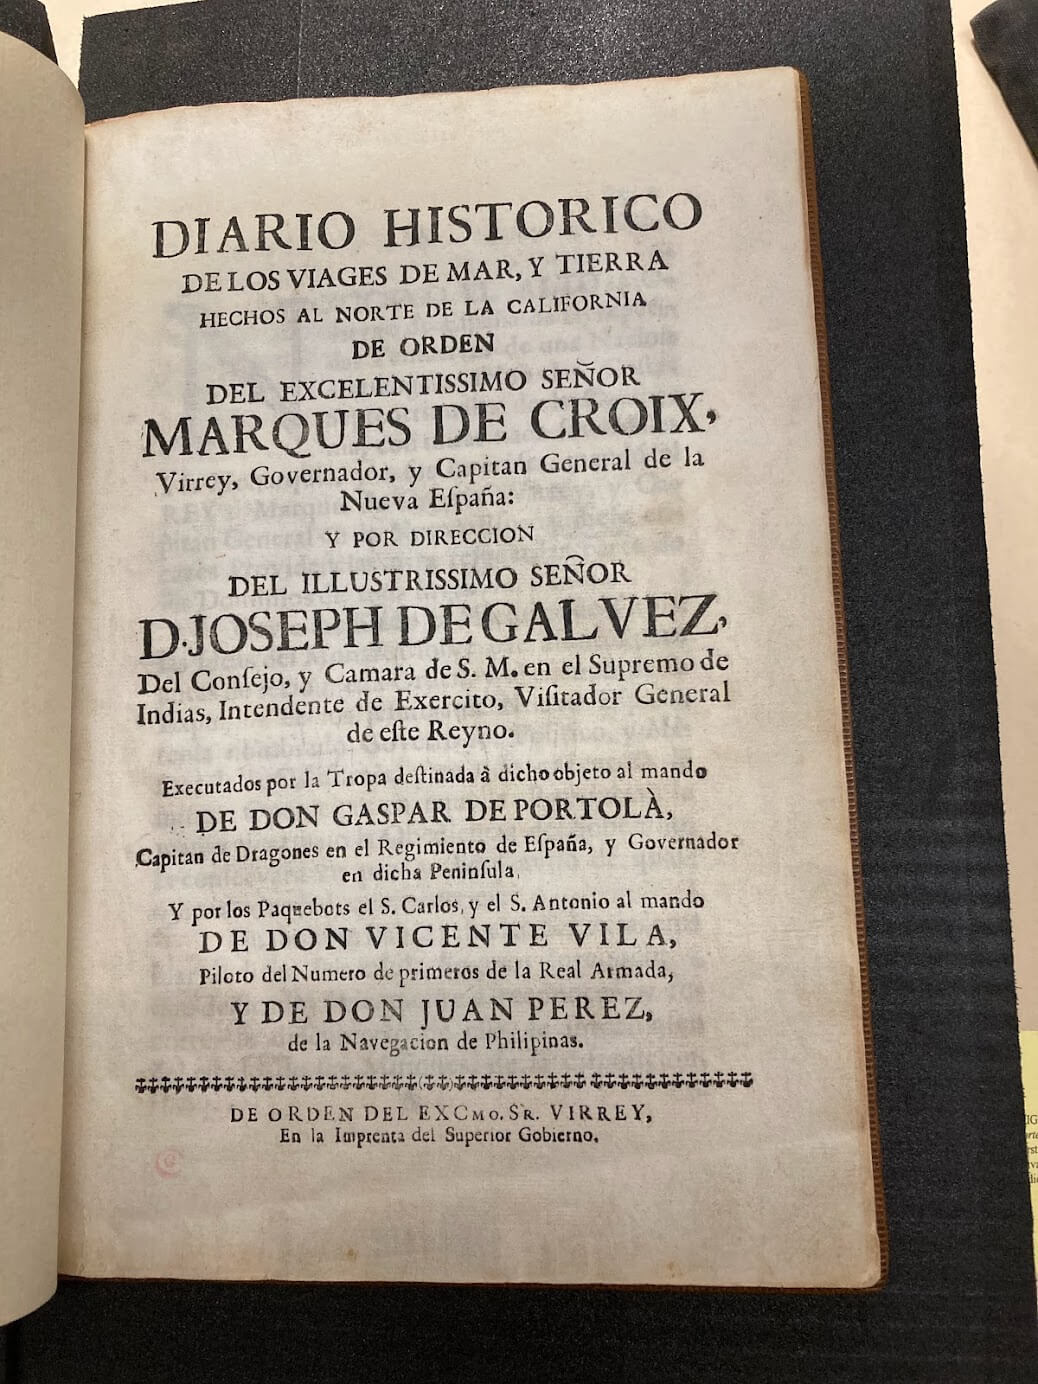 DIARIO HISTORICO
DE LOS VIAGES DE MAR, Y TIERRA
HECHOS AL NORTE DE LA CALIFORNIA
DE ORDEN
DEL EXCELENTISSIMO SEÑOR
MARQUES DE CROIX,
Virrey, Governador, y Capitan General de la
Nueva Eſpaña:
Y POR DIRECCION
DEL ILLUSTRISSIMO SEÑOR
D. JOSEPH DE GALVEZ,
Del Conſejo, y Camara de S. M. en el Supremo de
Indias, Intendente de Exercito, Viſitador General
de eſte Reyno.
Executados por la Tropa deſtinada à dicho objeto al mando
DE DON GASPAR DE PORTOLÀ,
Capitan de Dragones en el Regimiento de Eſpaña, y Governador
en dicha Peninſula,
Y por los Paquebots el S. Carlos, y el S. Antonio al mando
DE DON VICENTE VILA,
Piloto del Numero de primeros de la Real Armada,
Y DE DON JUAN PEREZ,
de la Navegacion de Philipinas.
DE ORDEN DEL EXCMO. SR. VIRREY,
En la Imprenta del Superior Gobierno.